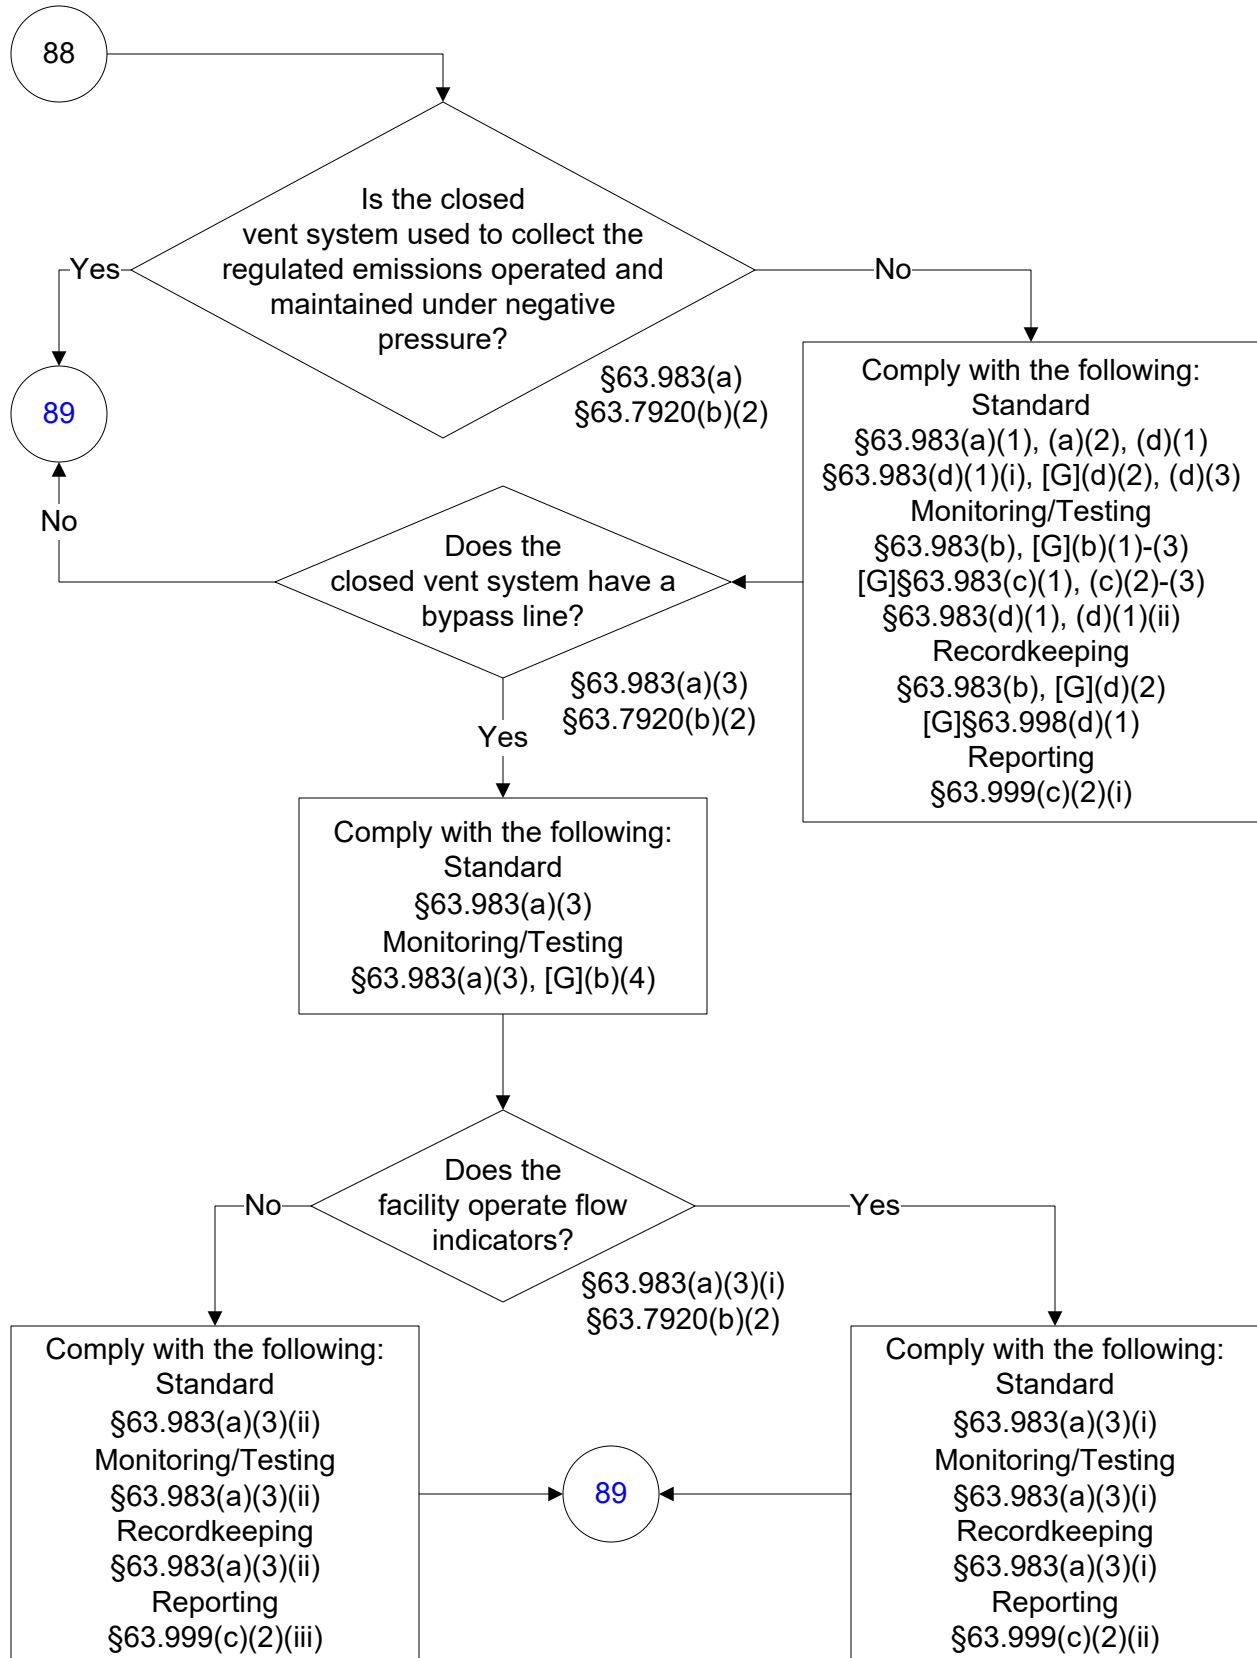 88
Is the closed
vent system used to collect the
regulated emissions operated and
maintained under negative
pressure?
Yes
No
§63.983(a)
§63.7920(b)(2)
89
Comply with the following:
Standard
§63.983(a)(1), (a)(2), (d)(1)
§63.983(d)(1)(i), [G](d)(2), (d)(3)
Monitoring/Testing
§63.983(b), [G](b)(1)-(3)
[G]§63.983(c)(1), (c)(2)-(3)
§63.983(d)(1), (d)(1)(ii)
Recordkeeping
§63.983(b), [G](d)(2)
[G]§63.998(d)(1)
Reporting
§63.999(c)(2)(i)
No
Does the
closed vent system have a
bypass line?
§63.983(a)(3)
§63.7920(b)(2)
Yes
Comply with the following:
Standard
§63.983(a)(3)
Monitoring/Testing
§63.983(a)(3), [G](b)(4)
Does the
facility operate flow
indicators?
No
Yes
§63.983(a)(3)(i)
§63.7920(b)(2)
Comply with the following:
Standard
§63.983(a)(3)(ii)
Monitoring/Testing
§63.983(a)(3)(ii)
Recordkeeping
§63.983(a)(3)(ii)
Reporting
§63.999(c)(2)(iii)
89
Comply with the following:
Standard
§63.983(a)(3)(i)
Monitoring/Testing
§63.983(a)(3)(i)
Recordkeeping
§63.983(a)(3)(i)
Reporting
§63.999(c)(2)(ii)